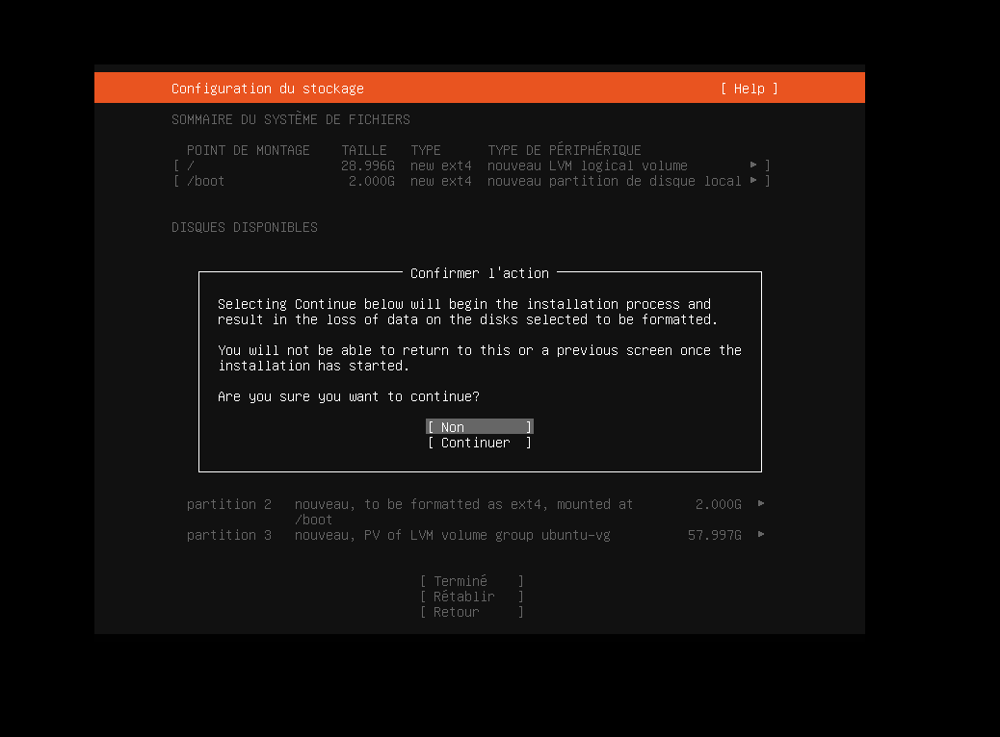 Configuration du stockage [ Help ]
SOMMAIRE DU SYSTÈME DE FICHIERS
POINT DE MONTAGE TAILLE TYPE TYPE DE PÉRIPHÉRIQUE
[ / 28.996G new ext4 nouveau LVM logical volume ▸ ]
[ /boot 2.000G new ext4 nouveau partition de disque local ▸ ]
DISQUES DISPONIBLES
Confirmer l'action
Selecting Continue below will begin the installation process and
result in the loss of data on the disks selected to be formatted.
You will not be able to return to this or a previous screen once the
installation has started.
Are you sure you want to continue?
[ Non ]
[ Continuer ]
partition 2 nouveau, to be formatted as ext4, mounted at 2.000G ▸
/boot
partition 3 nouveau, PV of LVM volume group ubuntu-vg 57.997G ▸
[ Terminé ]
[ Rétablir ]
[ Retour ]